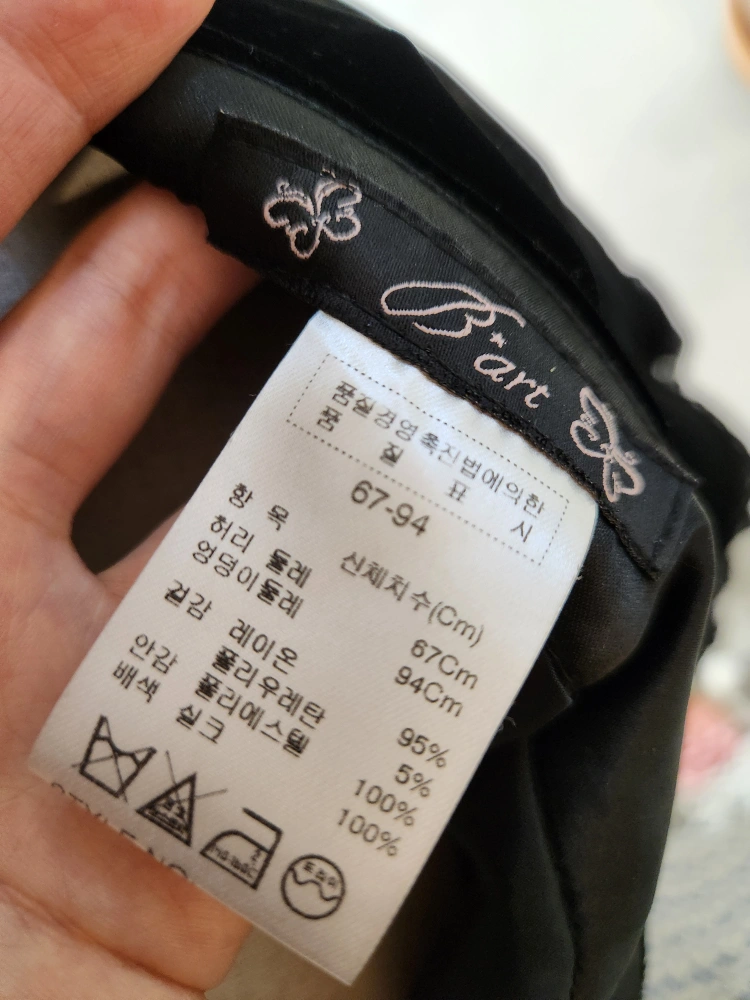 B*art
품질경영촉진법에의한
품 질 표 시
67-94
항 목 신체치수(Cm)
허리 둘레 67Cm
엉덩이둘레 94Cm
겉감 레이온 95%
폴리우레탄 5%
안감 폴리에스텔 100%
배색 실크 100%
드라이